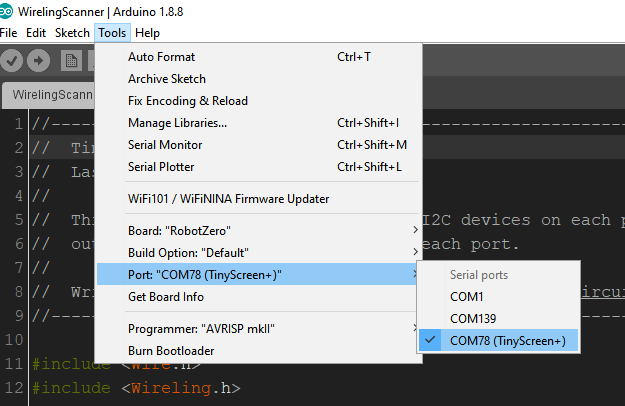 WirelingScanner | Arduino 1.8.8
File Edit Sketch Tools Help
Auto Format Ctrl+T
Archive Sketch
Fix Encoding & Reload
Manage Libraries... Ctrl+Shift+I
Serial Monitor Ctrl+Shift+M
Serial Plotter Ctrl+Shift+L
WiFi101 / WiFiNINA Firmware Updater
Board: "RobotZero"
Build Option: "Default"
Port: "COM78 (TinyScreen+)"
Get Board Info
Programmer: "AVRISP mkII"
Burn Bootloader
Serial ports
COM1
COM139
COM78 (TinyScreen+)
WirelingScann
1 //
2 // Ti
3 // Las
4 //
5 // Thi I2C devices on each p
6 // out each port.
7 //
8 // Wri ircui
9 //
10
11 #include <Wire.h>
12 #include <Wireling.h>